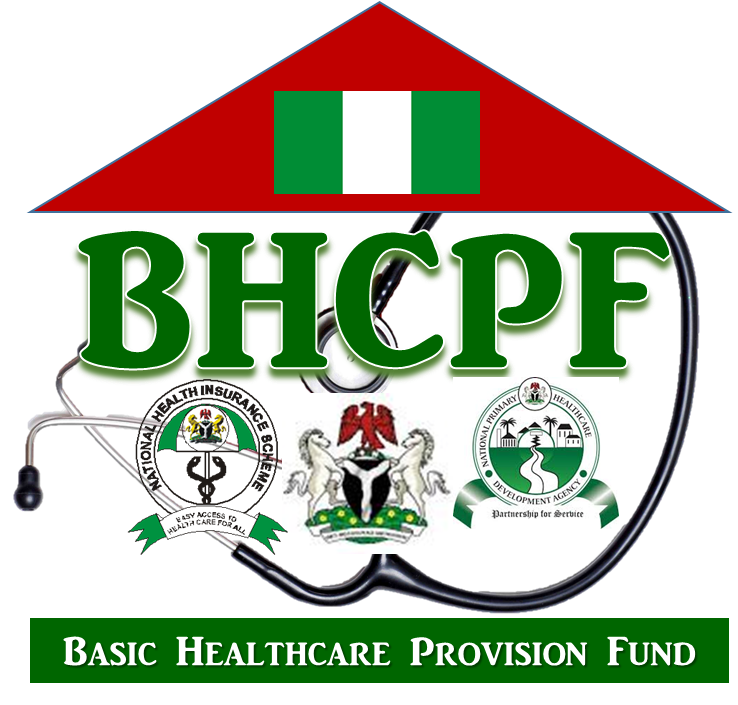 BHCPF
NATIONAL HEALTH INSURANCE SCHEME
EASY ACCESS TO
HEALTH CARE FOR ALL
NATIONAL PRIMARY HEALTHCARE
DEVELOPMENT AGENCY
Partnership for Service
BASIC HEALTHCARE PROVISION FUND